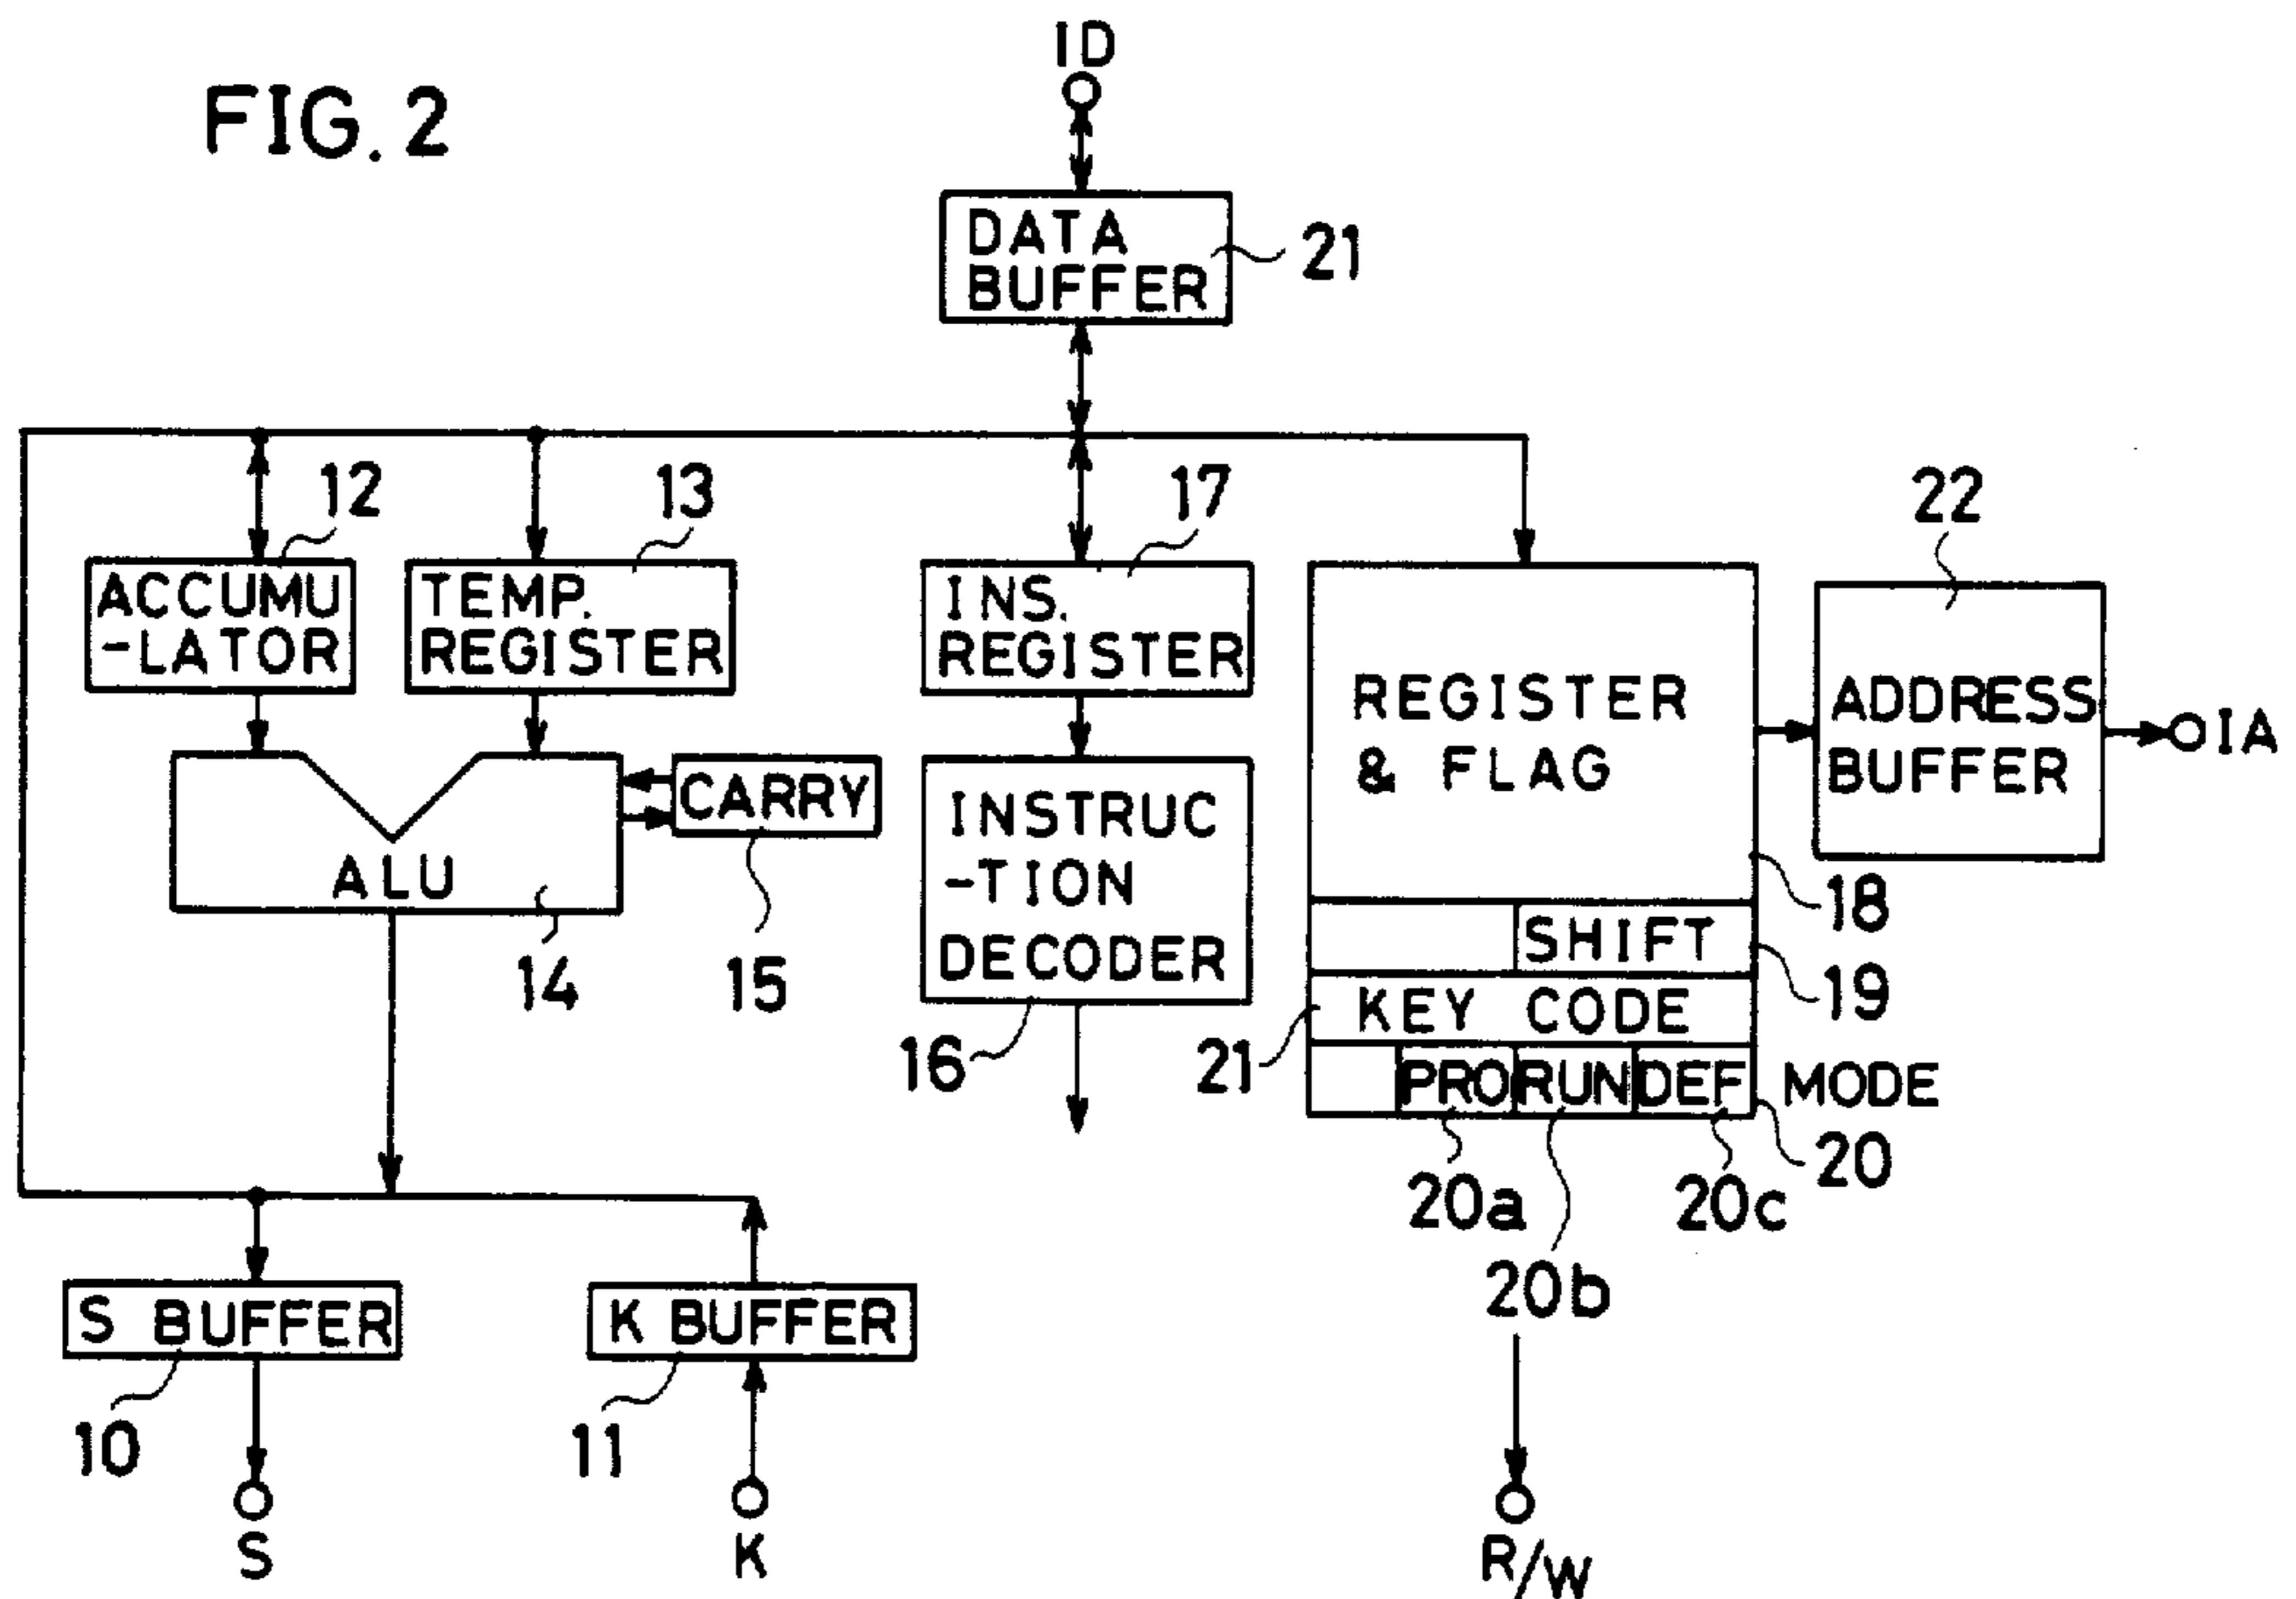 FIG. 2
ID
DATA
BUFFER
21
12
13
17
22
ACCUMU
-LATOR
TEMP.
REGISTER
INS.
REGISTER
REGISTER
& FLAG
ADDRESS
BUFFER
IA
CARRY
ALU
INSTRUC
-TION
DECODER
14
15
16
18
SHIFT
19
KEY CODE
21
PRO RUN DEF MODE
20
20a
20b
20c
S BUFFER
K BUFFER
10
11
S
K
R/W